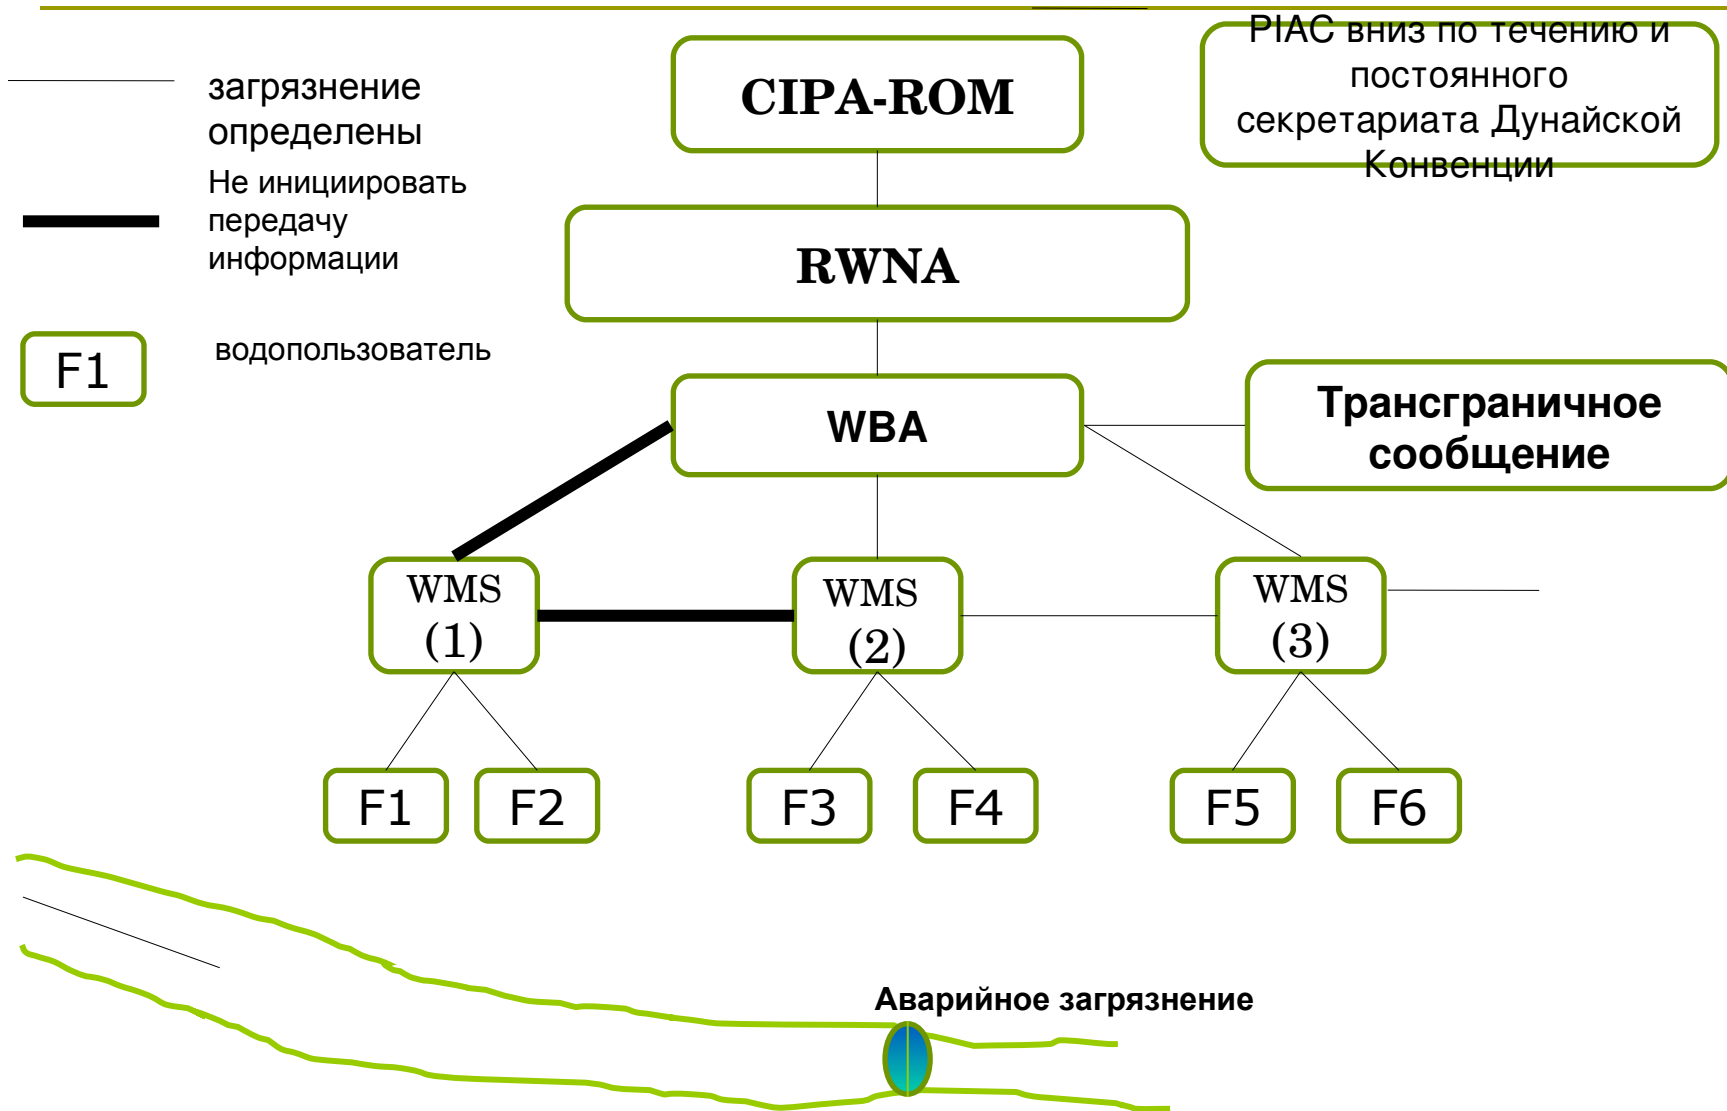 PIAC вниз по течению и
постоянного
секретариата Дунайской
Конвенции
CIPA-ROM
загрязнение
определены
Не инициировать
передачу
информации
RWNA
F1
водопользователь
WBA
Трансграничное
сообщение
WMS
(1)
WMS
(2)
WMS
(3)
F1
F2
F3
F4
F5
F6
Аварийное загрязнение